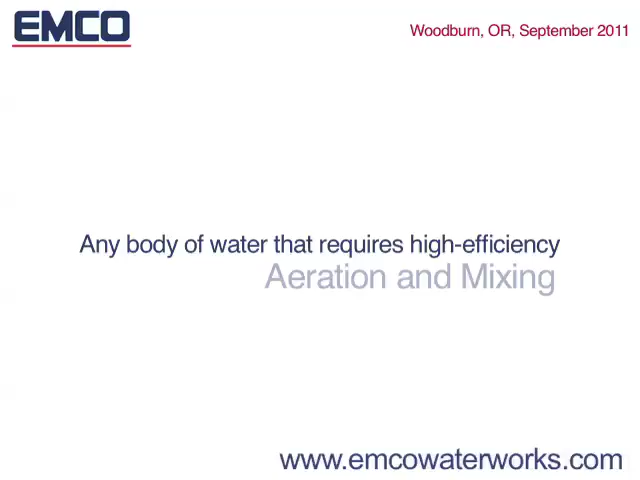 EMCO
Woodburn, OR, September 2011
Any body of water that requires high-efficiency
Aeration and Mixing
www.emcowaterworks.com